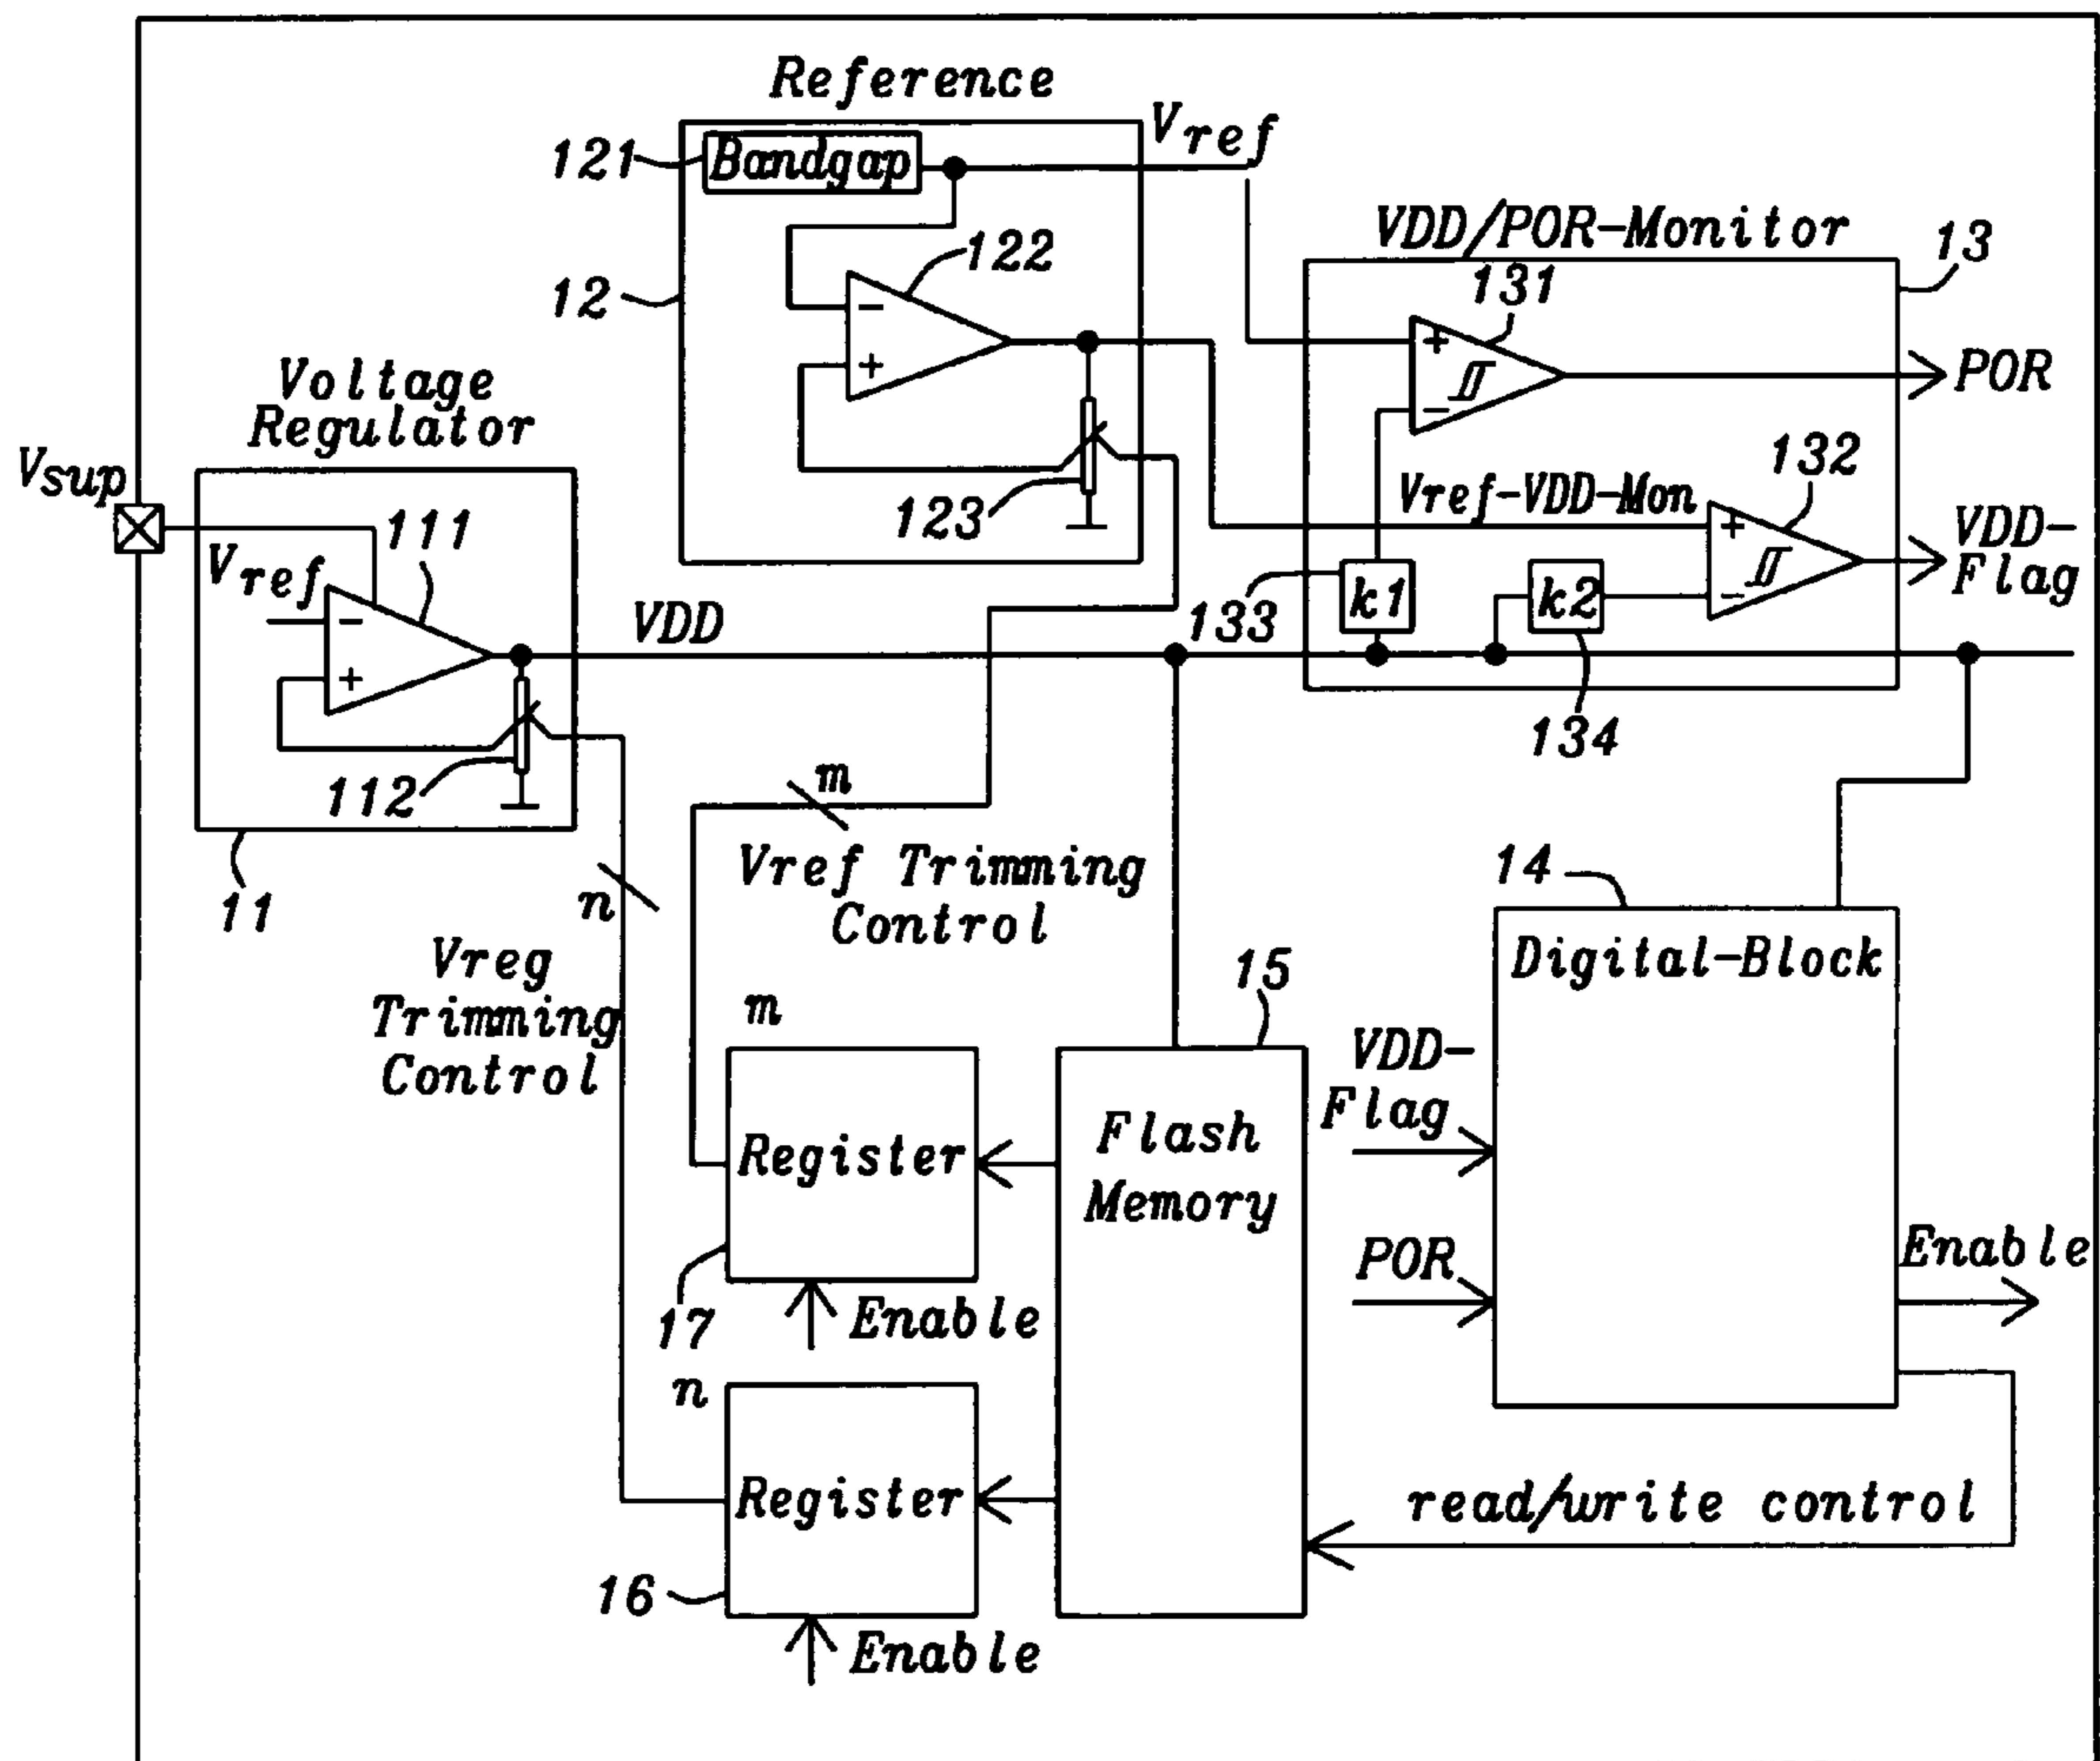 Reference
Vref
121
Bandgap
VDD/POR-Monitor
13
122
12
131
+
-
+
POR
-
Voltage
Regulator
Vsup
132
Vref-VDD-Mon
+
VDD-
Flag
123
111
Vref
133
k1
k2
-
-
VDD
+
134
112
m
Vref Trimming
Control
11
n
Vreg
Trimming
Control
14
Digital-Block
15
m
VDD-
Flag
Register
Flash
Memory
POR
Enable
17
Enable
n
Register
read/write control
16
Enable